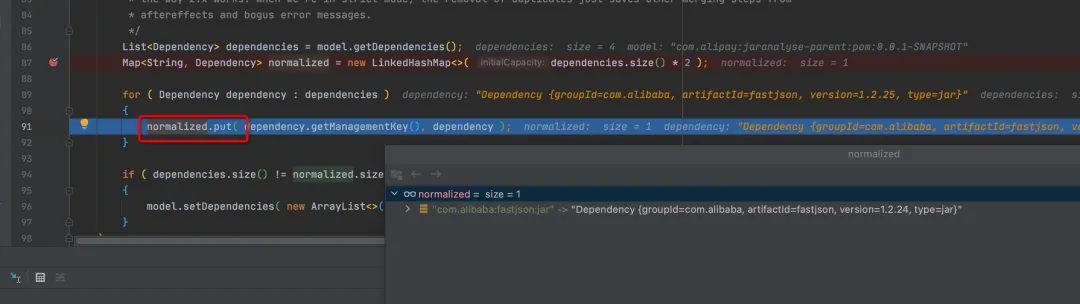 * the way 2.x works. When we're in strict mode, the removal of duplicates just saves other merging steps from
84 * aftereffects and bogus error messages.
85 */
86 List<Dependency> dependencies = model.getDependencies(); dependencies: size = 4 model: "com.alipay:jaranalyse-parent:pom:0.0.1-SNAPSHOT"
87 Map<String, Dependency> normalized = new LinkedHashMap<>( initialCapacity: dependencies.size() * 2 ); normalized: size = 1
89 for ( Dependency dependency : dependencies ) dependency: "Dependency {groupId=com.alibaba, artifactId=fastjson, version=1.2.25, type=jar}" dependencies: s
90 {
91 normalized.put( dependency.getManagementKey(), dependency ); normalized: size = 1 dependency: "Dependency {groupId=com.alibaba, artifactId=fastjson, ve
92 }
93
94 if ( dependencies.size() != normalized.size
95 {
96 model.setDependencies( new ArrayList<>(
97 }
98
normalized
normalized = size = 1
"com.alibaba:fastjson:jar" -> "Dependency {groupId=com.alibaba, artifactId=fastjson, version=1.2.24, type=jar}"